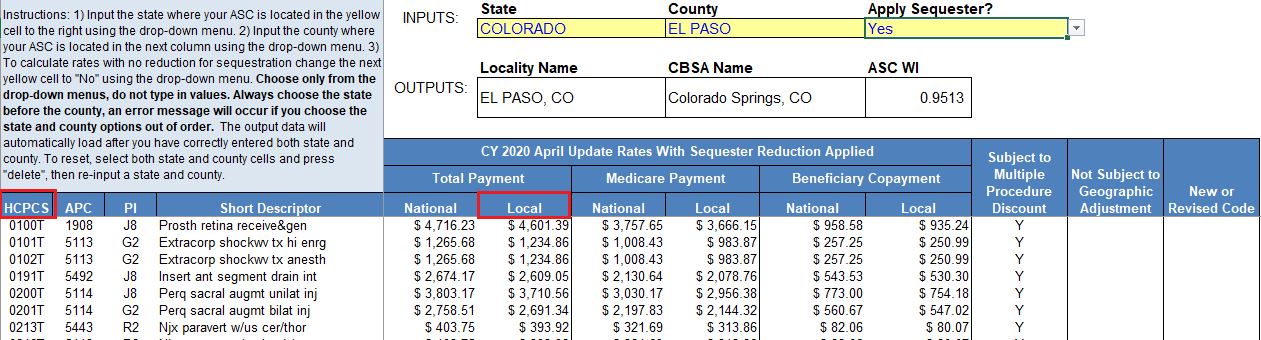 Instructions: 1) Input the state where your ASC is located in the yellow
cell to the right using the drop-down menu. 2) Input the county where
your ASC is located in the next column using the drop-down menu. 3)
To calculate rates with no reduction for sequestration change the next
yellow cell to "No" using the drop-down menu. Choose only from the
drop-down menus, do not type in values. Always choose the state
before the county, an error message will occur if you choose the
state and county options out of order. The output data will
automatically load after you have correctly entered both state and
county. To reset, select both state and county cells and press
"delete", then re-input a state and county.
State County Apply Sequester?
INPUTS: COLORADO EL PASO Yes
Locality Name CBSA Name ASC WI
OUTPUTS: EL PASO, CO Colorado Springs, CO 0.9513
CY 2020 April Update Rates With Sequester Reduction Applied
Total Payment Medicare Payment Beneficiary Copayment
Subject to
Multiple
Procedure
Discount
Not Subject to
Geographic
Adjustment
New or
Revised Code
HCPCS APC PI Short Descriptor National Local National Local National Local
0100T 1908 J8 Prosth retina receive&gen $ 4,716.23 $ 4,601.39 $ 3,757.65 $ 3,666.15 $ 958.58 $ 935.24 Y
0101T 5113 G2 Extracorp shockwv tx hi enrg $ 1,265.68 $ 1,234.86 $ 1,008.43 $ 983.87 $ 257.25 $ 250.99 Y
0102T 5113 G2 Extracorp shockwv tx anesth $ 1,265.68 $ 1,234.86 $ 1,008.43 $ 983.87 $ 257.25 $ 250.99 Y
0191T 5492 J8 Insert ant segment drain int $ 2,674.17 $ 2,609.05 $ 2,130.64 $ 2,078.76 $ 543.53 $ 530.30 Y
0200T 5114 J8 Perq sacral augmt unilat inj $ 3,803.17 $ 3,710.56 $ 3,030.17 $ 2,956.38 $ 773.00 $ 754.18 Y
0201T 5114 G2 Perq sacral augmt bilat inj $ 2,758.51 $ 2,691.34 $ 2,197.83 $ 2,144.32 $ 560.67 $ 547.02 Y
0213T 5443 R2 Njx paravert w/us cer/thor $ 403.75 $ 393.92 $ 321.69 $ 313.86 $ 82.06 $ 80.07 Y